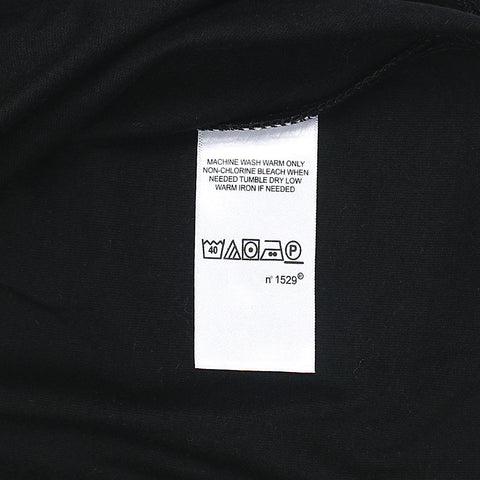 MACHINE WASH WARM ONLY
NON-CHLORINE BLEACH WHEN
NEEDED TUMBLE DRY LOW
WARM IRON IF NEEDED
40 P
n° 1529©